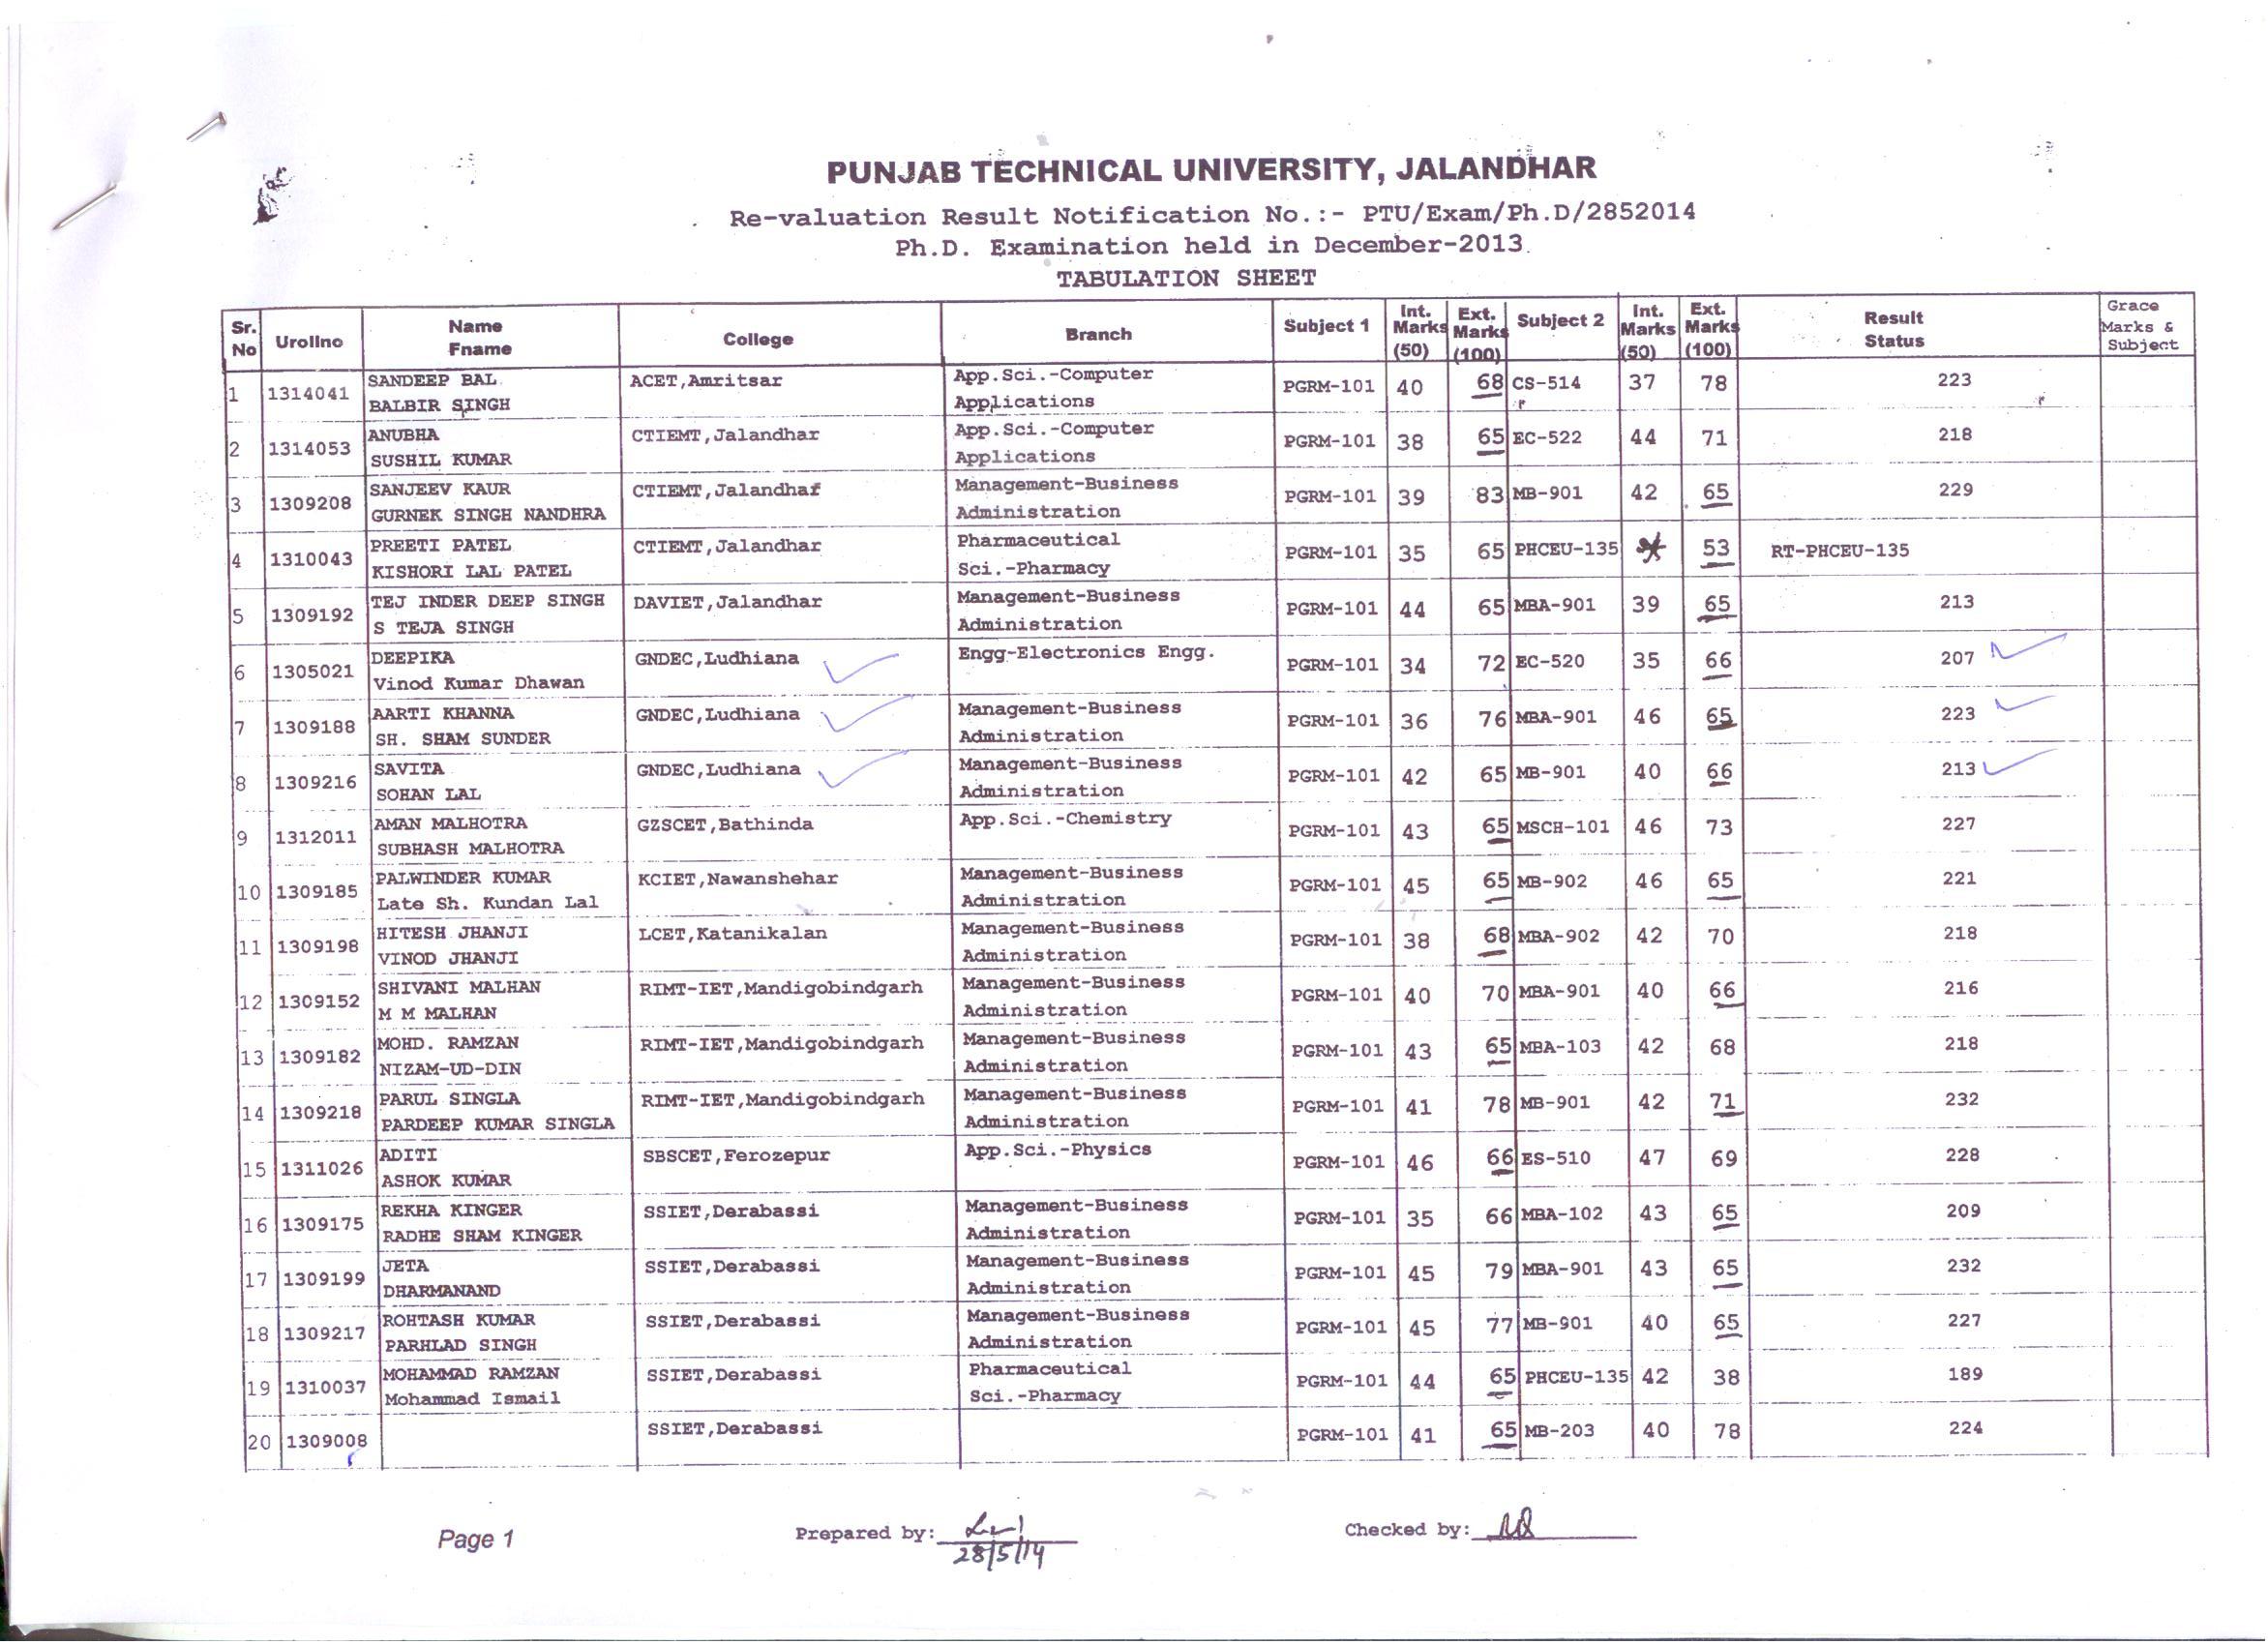 PUNJAB TECHNICAL UNIVERSITY, JALANDHAR
Re-valuation Result Notification No.:- PTU/Exam/Ph.D/2852014
Ph.D. Examination held in December-2013
TABULATION SHEET
Sr. No Urollno Name Fname College Branch Subject 1 Int. Marks (50) Ext. Marks (100) Subject 2 Int. Marks (50) Ext. Marks (100) Result Status Grace Marks & Subject
1 1314041 SANDEEP BAL ACET,Amritsar App.Sci.-Computer PGRM-101 40 68 CS-514 37 78 223
BALBIR SINGH Applications
2 1314053 ANUBHA CTIEMT,Jalandhar App.Sci.-Computer PGRM-101 38 65 EC-522 44 71 218
SUSHIL KUMAR Applications
3 1309208 SANJEEV KAUR CTIEMT,Jalandhar Management-Business PGRM-101 39 83 MB-901 42 65 229
GURNEK SINGH NANDHRA Administration
4 1310043 PREETI PATEL CTIEMT,Jalandhar Pharmaceutical PGRM-101 35 65 PHCEU-135 * 53 RT-PHCEU-135
KISHORI LAL PATEL Sci.-Pharmacy
5 1309192 TEJ INDER DEEP SINGH DAVIET,Jalandhar Management-Business PGRM-101 44 65 MBA-901 39 65 213
S TEJA SINGH Administration
6 1305021 DEEPIKA GNDEC,Ludhiana Engg-Electronics Engg. PGRM-101 34 72 EC-520 35 66 207
Vinod Kumar Dhawan
7 1309188 AARTI KHANNA GNDEC,Ludhiana Management-Business PGRM-101 36 76 MBA-901 46 65 223
SH. SHAM SUNDER Administration
8 1309216 SAVITA GNDEC,Ludhiana Management-Business PGRM-101 42 65 MB-901 40 66 213
SOHAN LAL Administration
9 1312011 AMAN MALHOTRA GZSCET,Bathinda App.Sci.-Chemistry PGRM-101 43 65 MSCH-101 46 73 227
SUBHASH MALHOTRA
10 1309185 PALWINDER KUMAR KCIET,Nawanshehar Management-Business PGRM-101 45 65 MB-902 46 65 221
Late Sh. Kundan Lal Administration
11 1309198 HITESH JHANJI LCET,Katanikalan Management-Business PGRM-101 38 68 MBA-902 42 70 218
VINOD JHANJI Administration
12 1309152 SHIVANI MALHAN RIMT-IET,Mandigobindgarh Management-Business PGRM-101 40 70 MBA-901 40 66 216
M M MALHAN Administration
13 1309182 MOHD. RAMZAN RIMT-IET,Mandigobindgarh Management-Business PGRM-101 43 65 MBA-103 42 68 218
NIZAM-UD-DIN Administration
14 1309218 PARUL SINGLA RIMT-IET,Mandigobindgarh Management-Business PGRM-101 41 78 MB-901 42 71 232
PARDEEP KUMAR SINGLA Administration
15 1311026 ADITI SBSCET,Ferozepur App.Sci.-Physics PGRM-101 46 66 ES-510 47 69 228
ASHOK KUMAR
16 1309175 REKHA KINGER SSIET,Derabassi Management-Business PGRM-101 35 66 MBA-102 43 65 209
RADHE SHAM KINGER Administration
17 1309199 JETA SSIET,Derabassi Management-Business PGRM-101 45 79 MBA-901 43 65 232
DHARMANAND Administration
18 1309217 ROHTASH KUMAR SSIET,Derabassi Management-Business PGRM-101 45 77 MB-901 40 65 227
PARHLAD SINGH Administration
19 1310037 MOHAMMAD RAMZAN SSIET,Derabassi Pharmaceutical PGRM-101 44 65 PHCEU-135 42 38 189
Mohammad Ismail Sci.-Pharmacy
20 1309008 SSIET,Derabassi PGRM-101 41 65 MB-203 40 78 224
Page 1 Prepared by: Checked by:
28/5/14